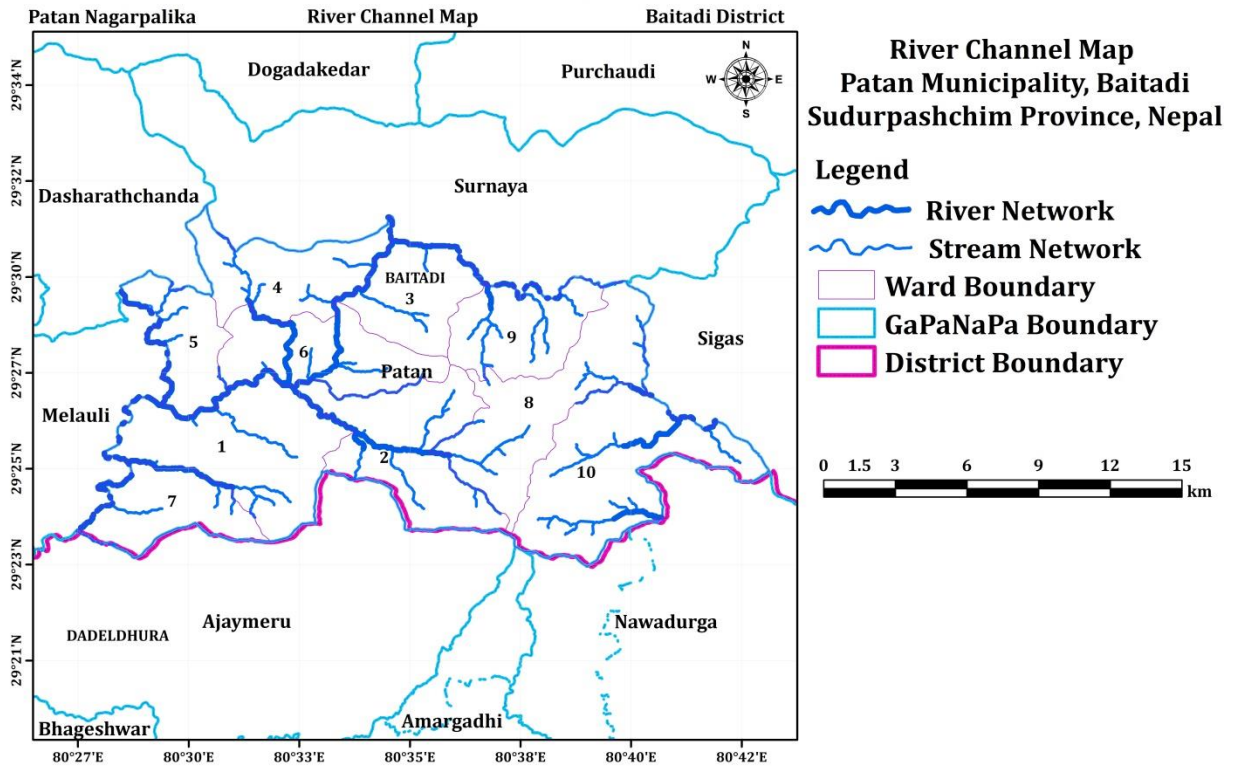 Patan Nagarpalika River Channel Map Baitadi District
River Channel Map
Patan Municipality, Baitadi
Sudurpashchim Province, Nepal
Legend
River Network
Stream Network
Ward Boundary
GaPaNaPa Boundary
District Boundary
0 1.5 3 6 9 12 15
km
N
W E
S
Dogadakedar
Purchaudi
Surnaya
Dasharathchanda
BAITADI
4
3
5
6
9
Sigas
Patan
8
Melauli
1
2
10
7
Ajaymeru
Nawadurga
DADELDHURA
Bhageshwar
Amargadhi
29°34'N
29°32'N
29°30'N
29°27'N
29°25'N
29°23'N
29°21'N
80°27'E 80°30'E 80°33'E 80°35'E 80°38'E 80°40'E 80°42'E